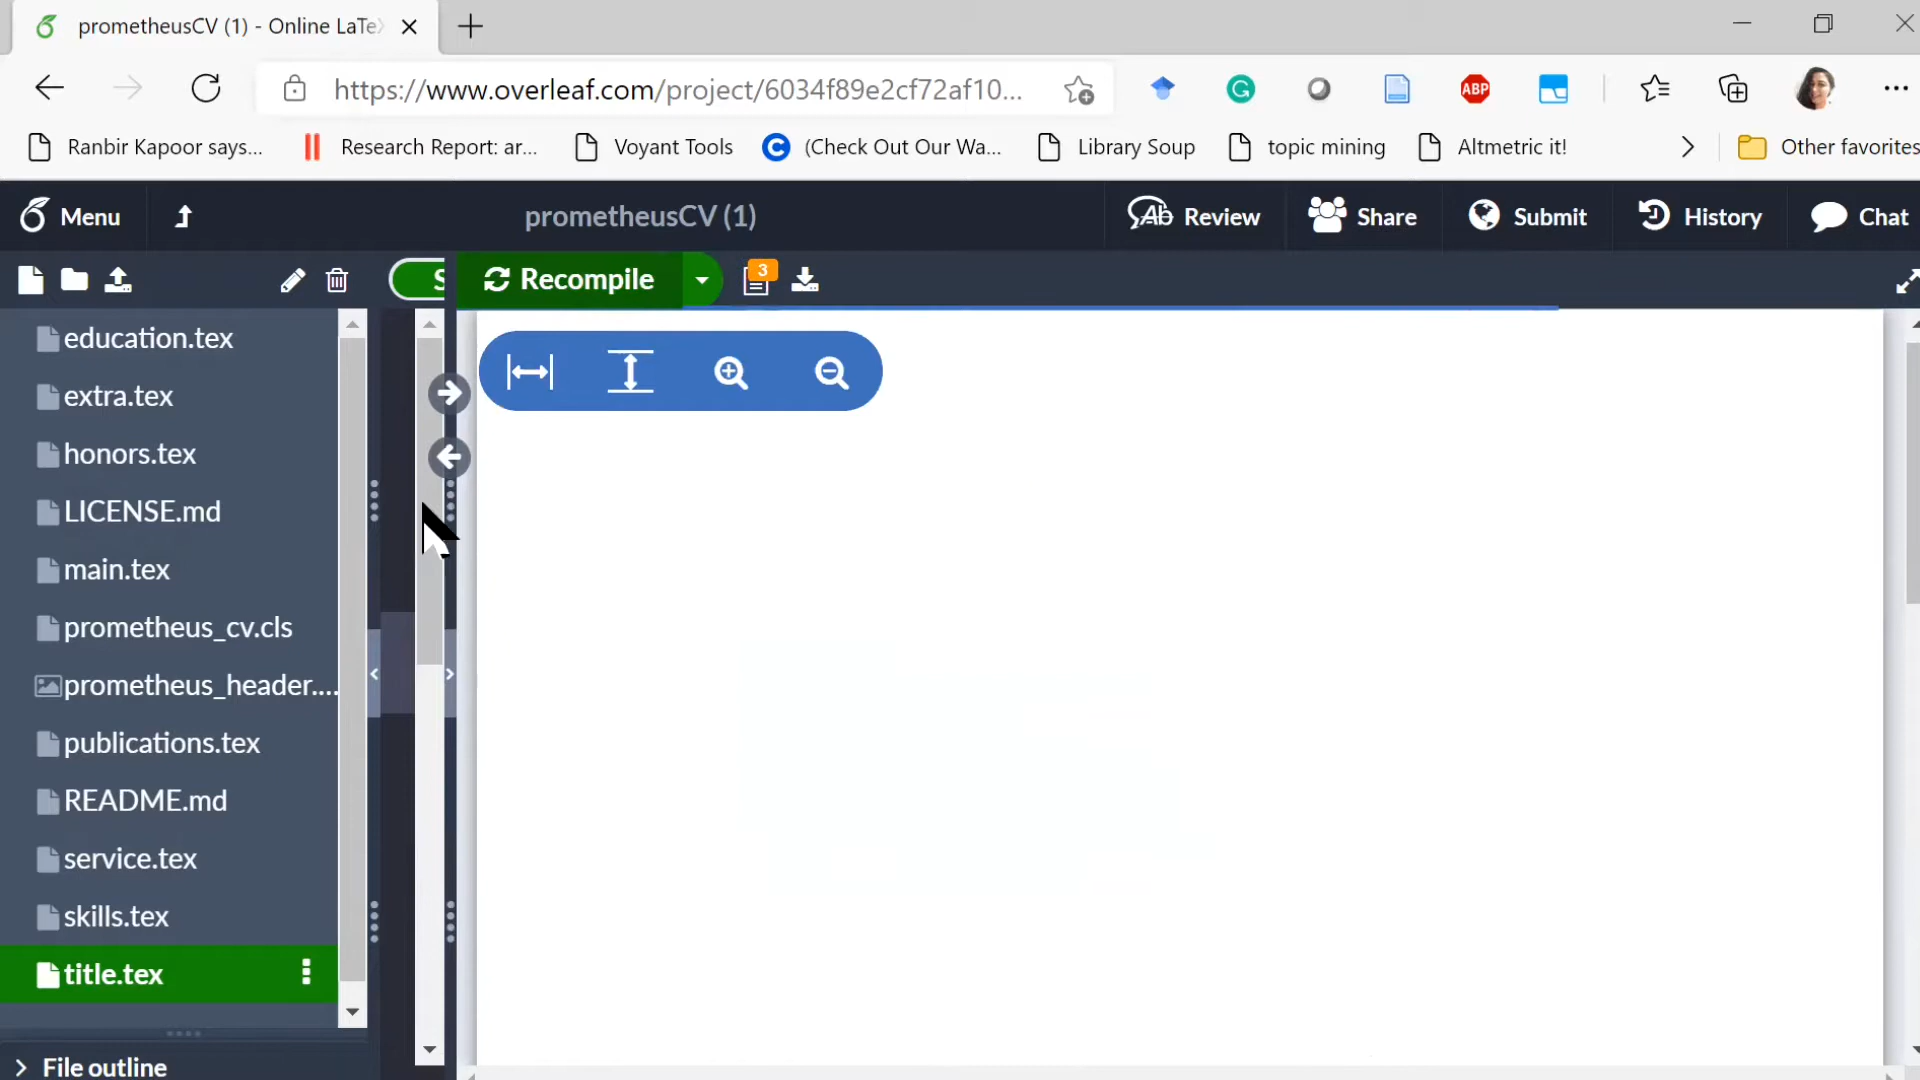 prometheusCV (1) - Online LaTeX
https://www.overleaf.com/project/6034f89e2cf72af10...
ABP
Ranbir Kapoor says...
Research Report: ar...
Voyant Tools
(Check Out Our Wa...
Library Soup
topic mining
Altmetric it!
Other favorites
Menu
prometheusCV (1)
Review
Share
Submit
History
Chat
S
Recompile
3
education.tex
extra.tex
honors.tex
LICENSE.md
main.tex
prometheus_cv.cls
prometheus_header....
publications.tex
README.md
service.tex
skills.tex
title.tex
File outline